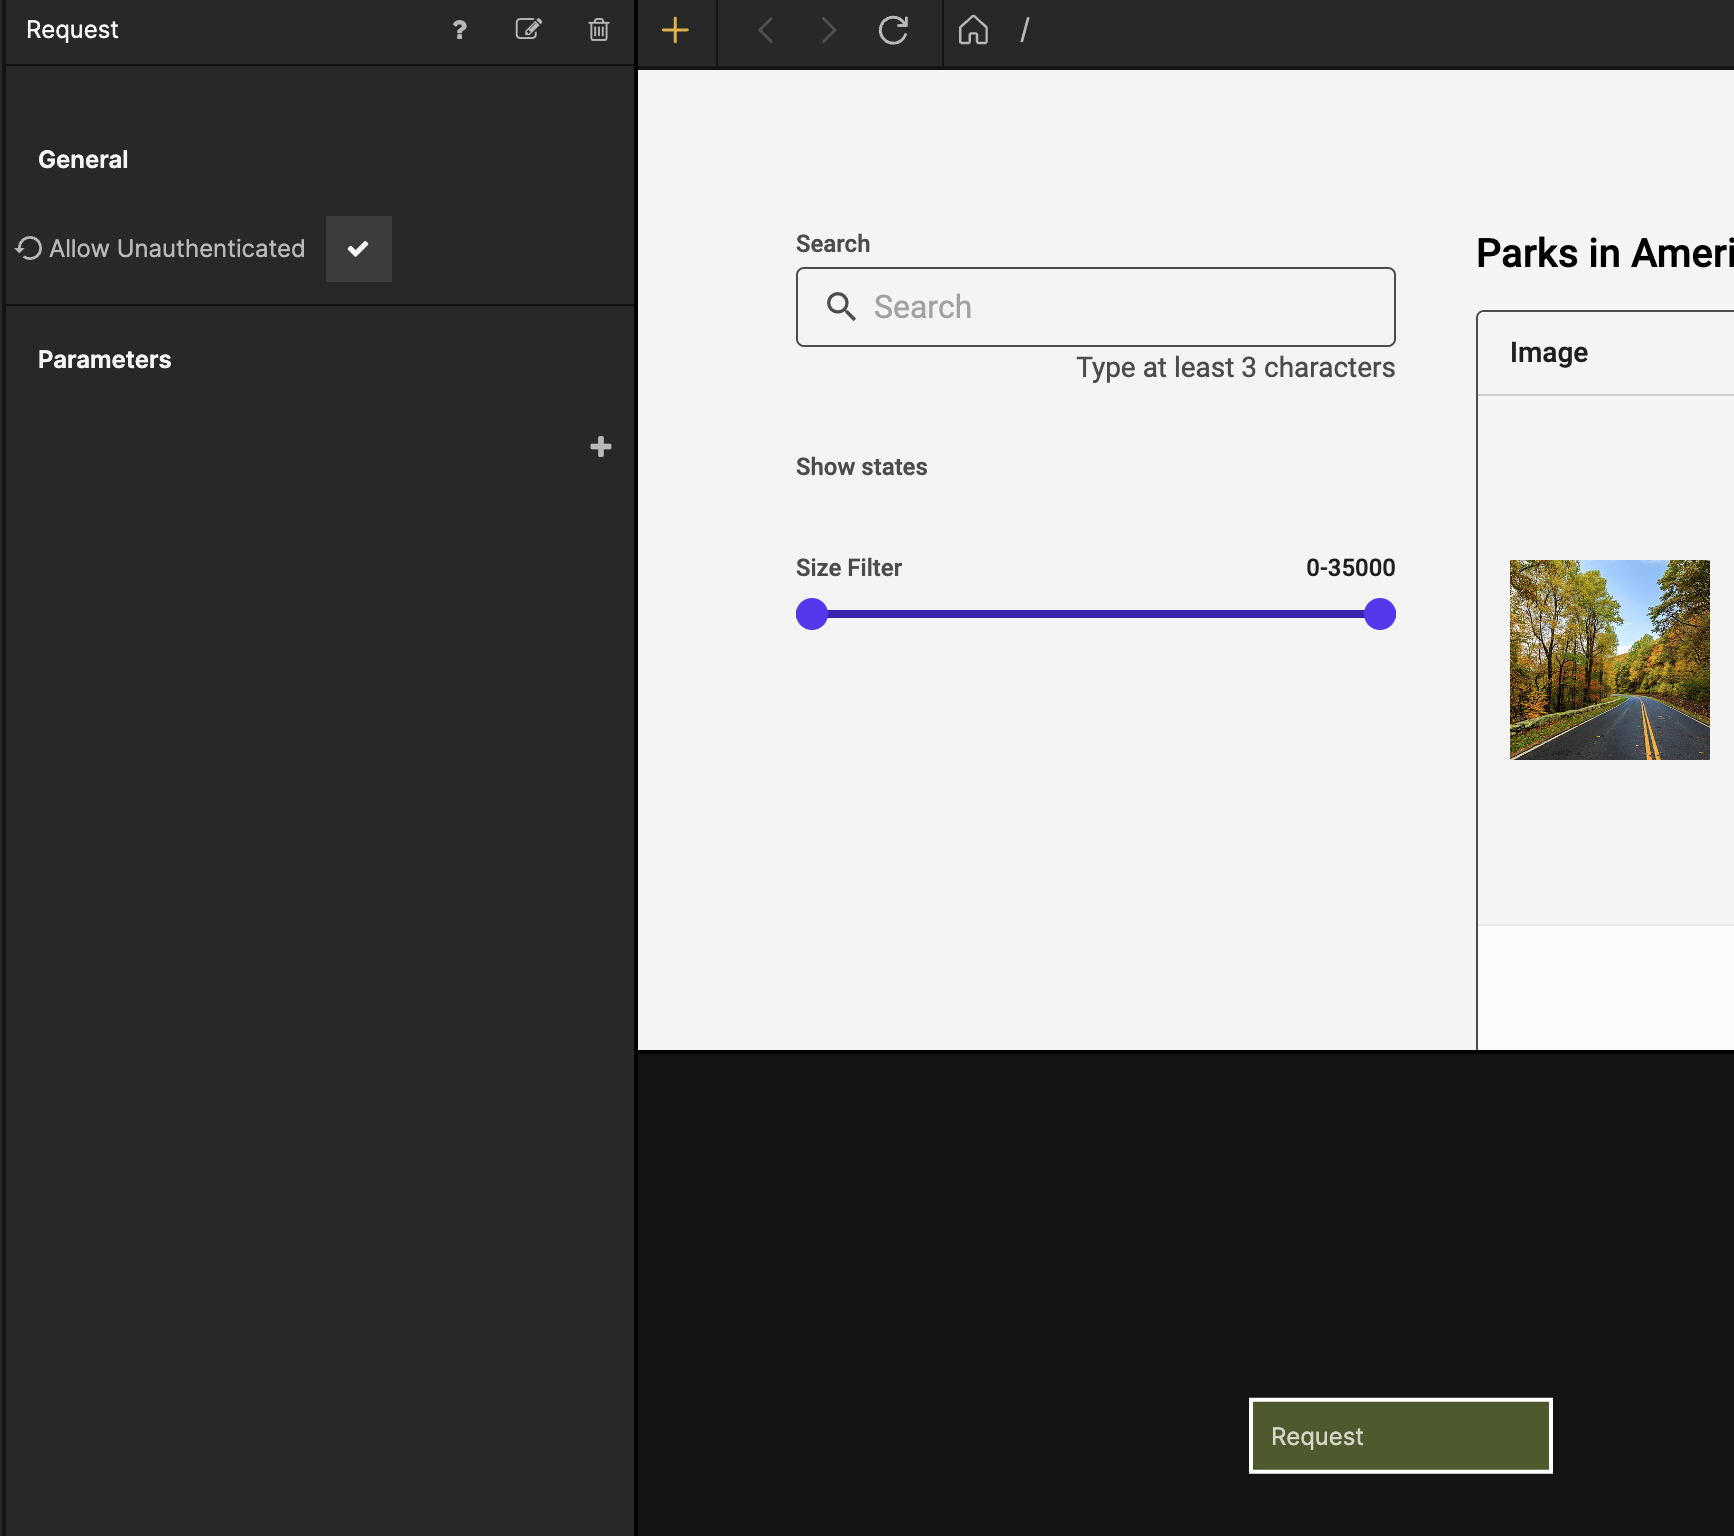 Request
?
/
General
Allow Unauthenticated
Parameters
Search
Search
Type at least 3 characters
Show states
Size Filter 0-35000
Parks in Ameri
Image
Request